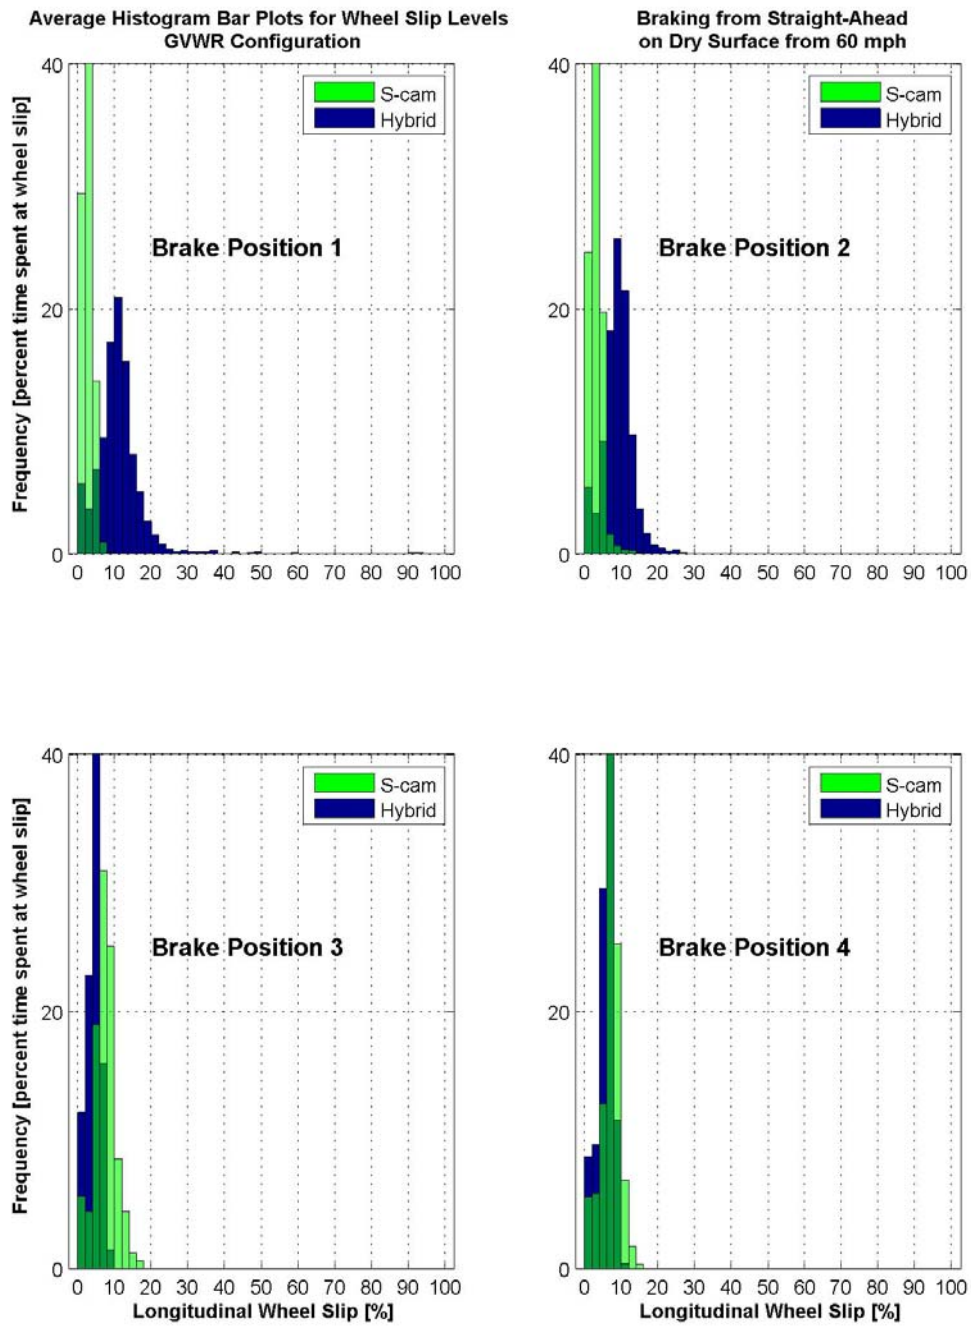 Average Histogram Bar Plots for Wheel Slip Levels
GVWR Configuration
Braking from Straight-Ahead
on Dry Surface from 60 mph
Frequency [percent time spent at wheel slip]
40
20
0
S-cam
Hybrid
Brake Position 1
0 10 20 30 40 50 60 70 80 90 100
40
20
0
S-cam
Hybrid
Brake Position 2
0 10 20 30 40 50 60 70 80 90 100
Frequency [percent time spent at wheel slip]
40
20
0
S-cam
Hybrid
Brake Position 3
0 10 20 30 40 50 60 70 80 90 100
Longitudinal Wheel Slip [%]
40
20
0
S-cam
Hybrid
Brake Position 4
0 10 20 30 40 50 60 70 80 90 100
Longitudinal Wheel Slip [%]